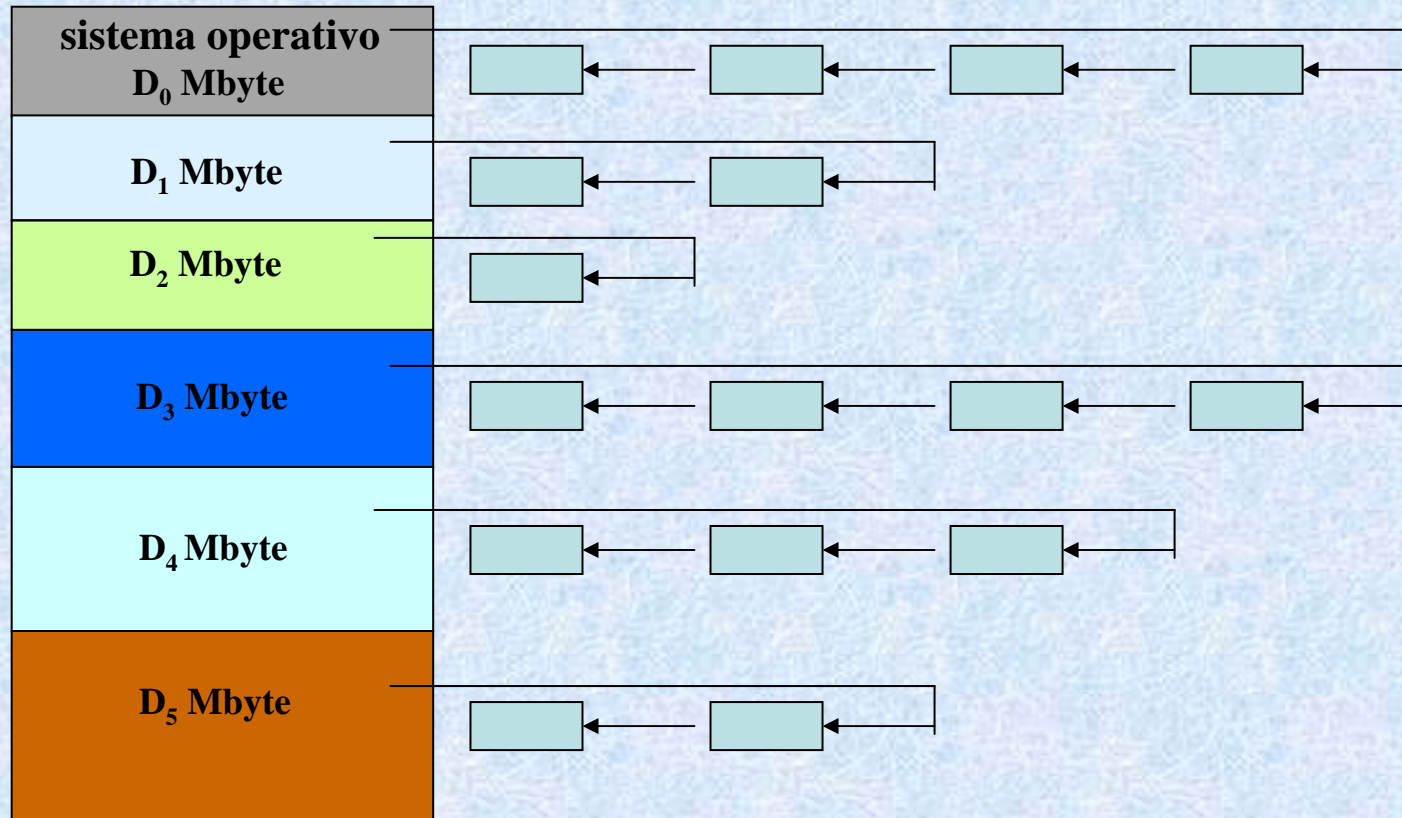 sistema operativo
D₀ Mbyte
D₁ Mbyte
D₂ Mbyte
D₃ Mbyte
D₄ Mbyte
D₅ Mbyte